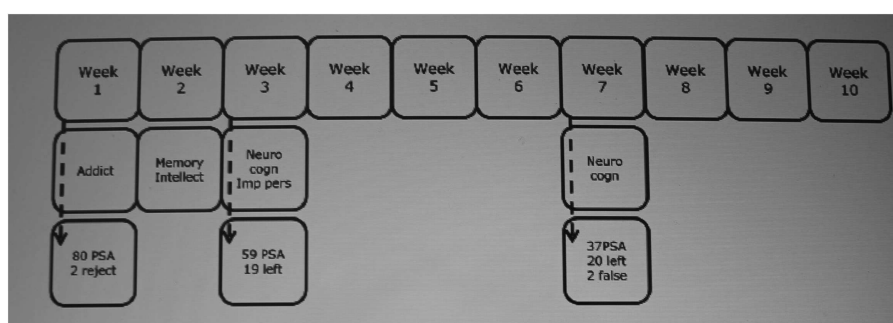 Week
1
Week
2
Week
3
Week
4
Week
5
Week
6
Week
7
Week
8
Week
9
Week
10
Addict
Memory
Intellect
Neuro
cogn
Imp pers
Neuro
cogn
80 PSA
2 reject
59 PSA
19 left
37PSA
20 left
2 false